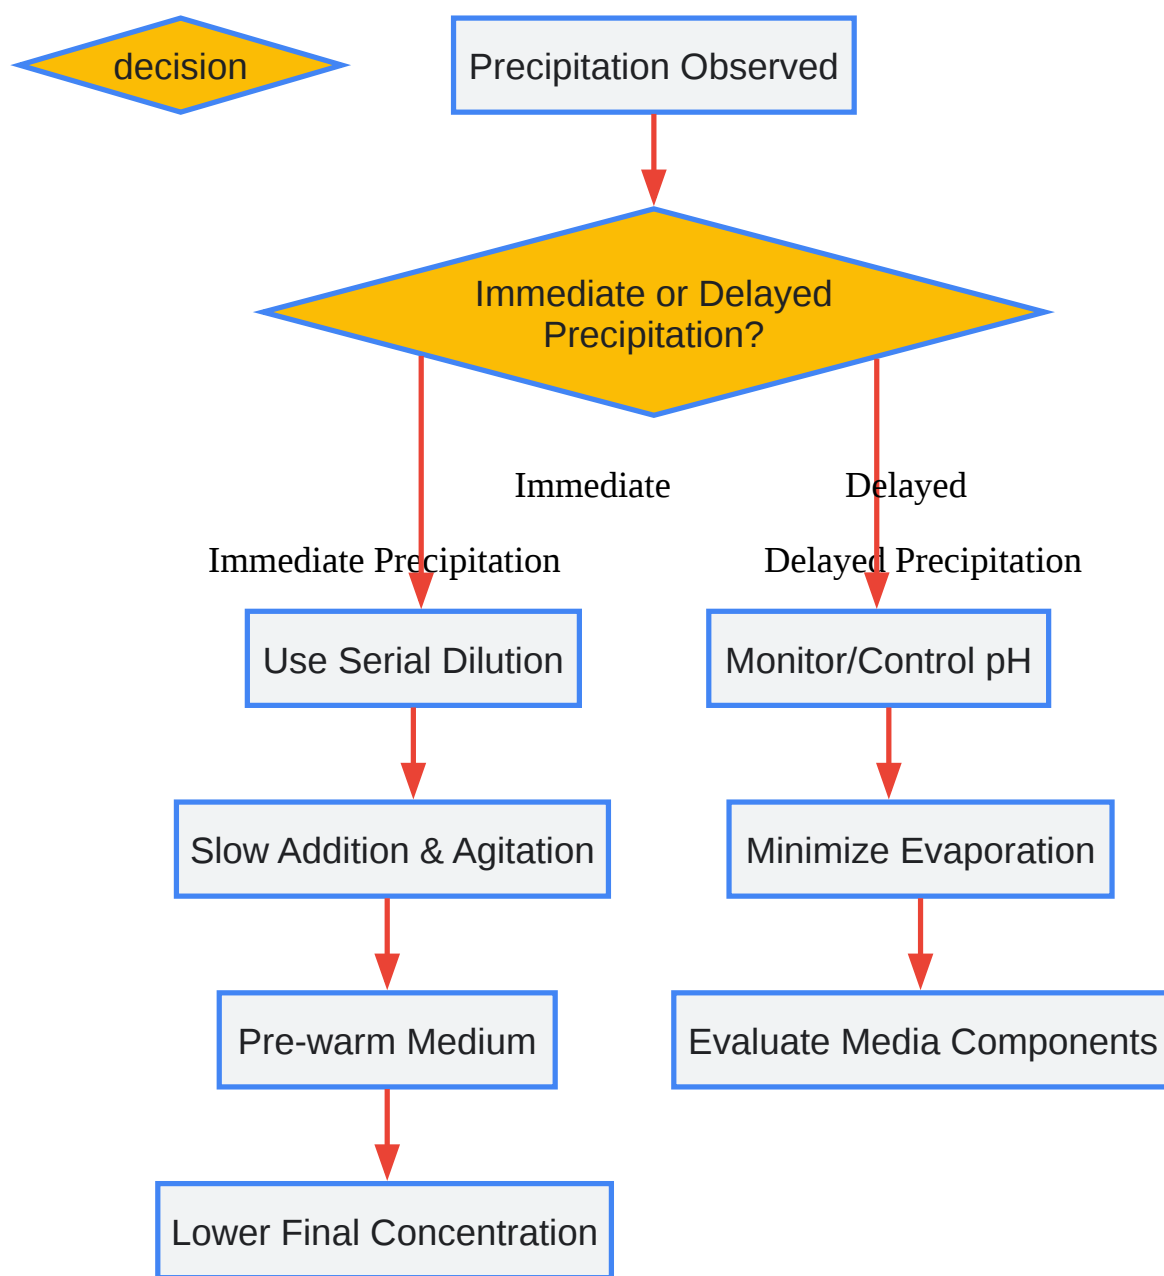 decision
Precipitation Observed
Immediate or Delayed
Precipitation?
Immediate
Delayed
Immediate Precipitation
Delayed Precipitation
Use Serial Dilution
Monitor/Control pH
Slow Addition & Agitation
Minimize Evaporation
Pre-warm Medium
Evaluate Media Components
Lower Final Concentration